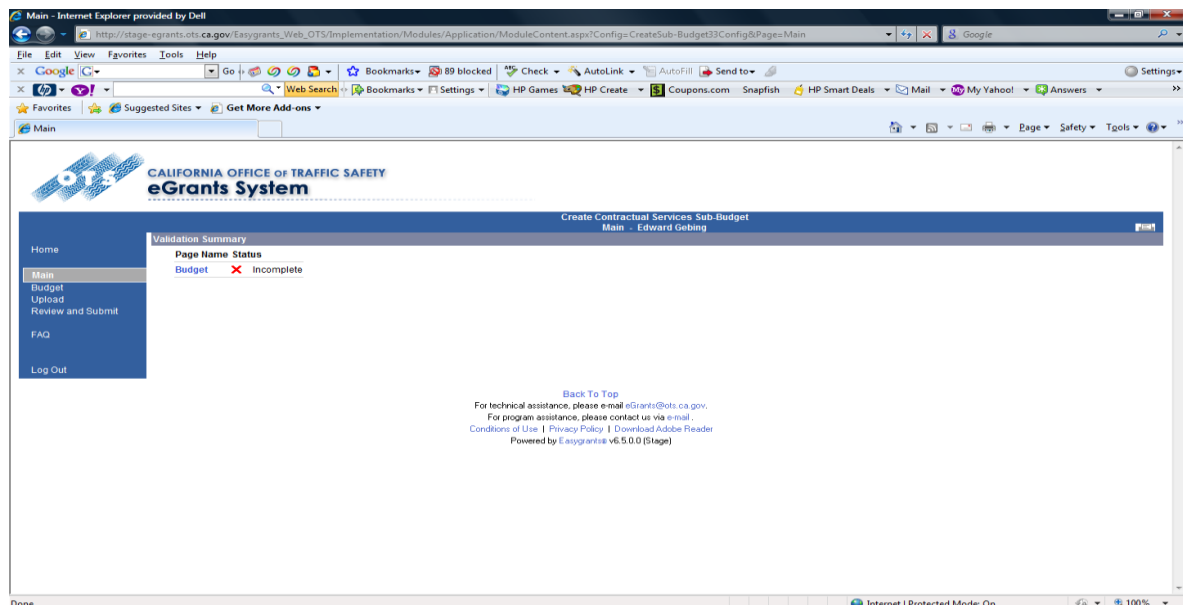 Main - Internet Explorer provided by Dell
http://stage-egrants.ots.ca.gov/Easygrants_Web_OTS/Implementation/Modules/Application/ModuleContent.aspx?Config=CreateSub-Budget33Config&Page=Main Google
File Edit View Favorites Tools Help
Google Go Bookmarks 89 blocked Check AutoLink AutoFill Send to Settings
Web Search Bookmarks Settings HP Games HP Create Coupons.com Snapfish HP Smart Deals Mail My Yahoo! Answers
Favorites Suggested Sites Get More Add-ons
Main Page Safety Tools
OTS
CALIFORNIA OFFICE OF TRAFFIC SAFETY
eGrants System
Create Contractual Services Sub-Budget
Main - Edward Gebing
Validation Summary
Home
Main
Budget
Upload
Review and Submit
FAQ
Log Out
Page Name Status
Budget Incomplete
Back To Top
For technical assistance, please e-mail eGrants@ots.ca.gov.
For program assistance, please contact us via e-mail .
Conditions of Use | Privacy Policy | Download Adobe Reader
Powered by Easygrants® v6.5.0.0 (Stage)
Done Internet | Protected Mode: On 100%